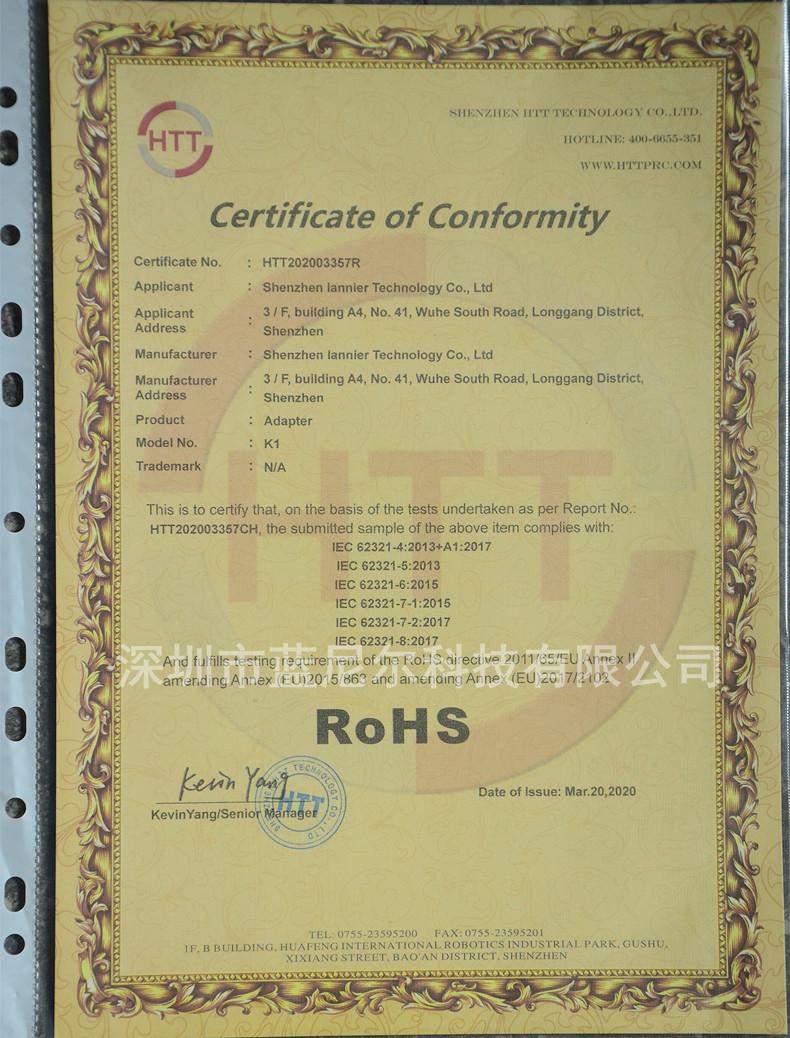 HTT
SHENZHEN HTT TECHNOLOGY CO.,LTD.
HOTLINE: 400-6655-351
WWW.HTTPRC.COM
Certificate of Conformity
Certificate No. : HTT202003357R
Applicant : Shenzhen lannier Technology Co., Ltd
Applicant Address : 3 / F, building A4, No. 41, Wuhe South Road, Longgang District,
Shenzhen
Manufacturer : Shenzhen lannier Technology Co., Ltd
Manufacturer Address : 3 / F, building A4, No. 41, Wuhe South Road, Longgang District,
Shenzhen
Product : Adapter
Model No. : K1
Trademark : N/A
HTT
This is to certify that, on the basis of the tests undertaken as per Report No.:
HTT202003357CH, the submitted sample of the above item complies with:
IEC 62321-4:2013+A1:2017
IEC 62321-5:2013
IEC 62321-6:2015
IEC 62321-7-1:2015
IEC 62321-7-2:2017
IEC 62321-8:2017
And fulfills testing requirement of the RoHS directive 2011/65/EU Annex II
amending Annex (EU)2015/863 and amending Annex (EU)2017/2102
深圳市蓝尼尔科技有限公司
RoHS
Kevin Yang
SHENZHEN HTT TECHNOLOGY CO.,LTD
HTT
KevinYang/Senior Manager
Date of Issue: Mar.20,2020
TEL: 0755-23595200 FAX: 0755-23595201
1F, B BUILDING, HUAFENG INTERNATIONAL ROBOTICS INDUSTRIAL PARK, GUSHU,
XIXIANG STREET, BAO'AN DISTRICT, SHENZHEN